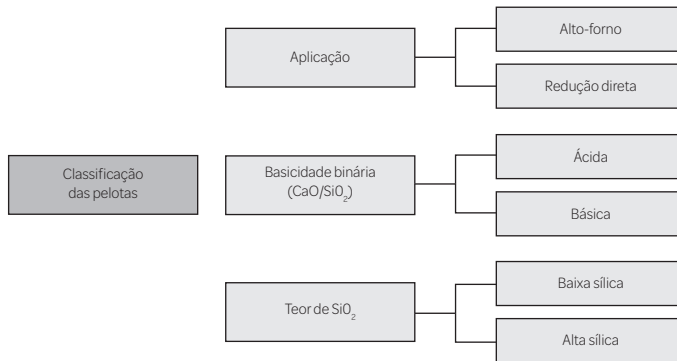 Classificação
das pelotas
Aplicação
Alto-forno
Redução direta
Basicidade binária
(CaO/SiO₂)
Ácida
Básica
Teor de SiO₂
Baixa sílica
Alta sílica